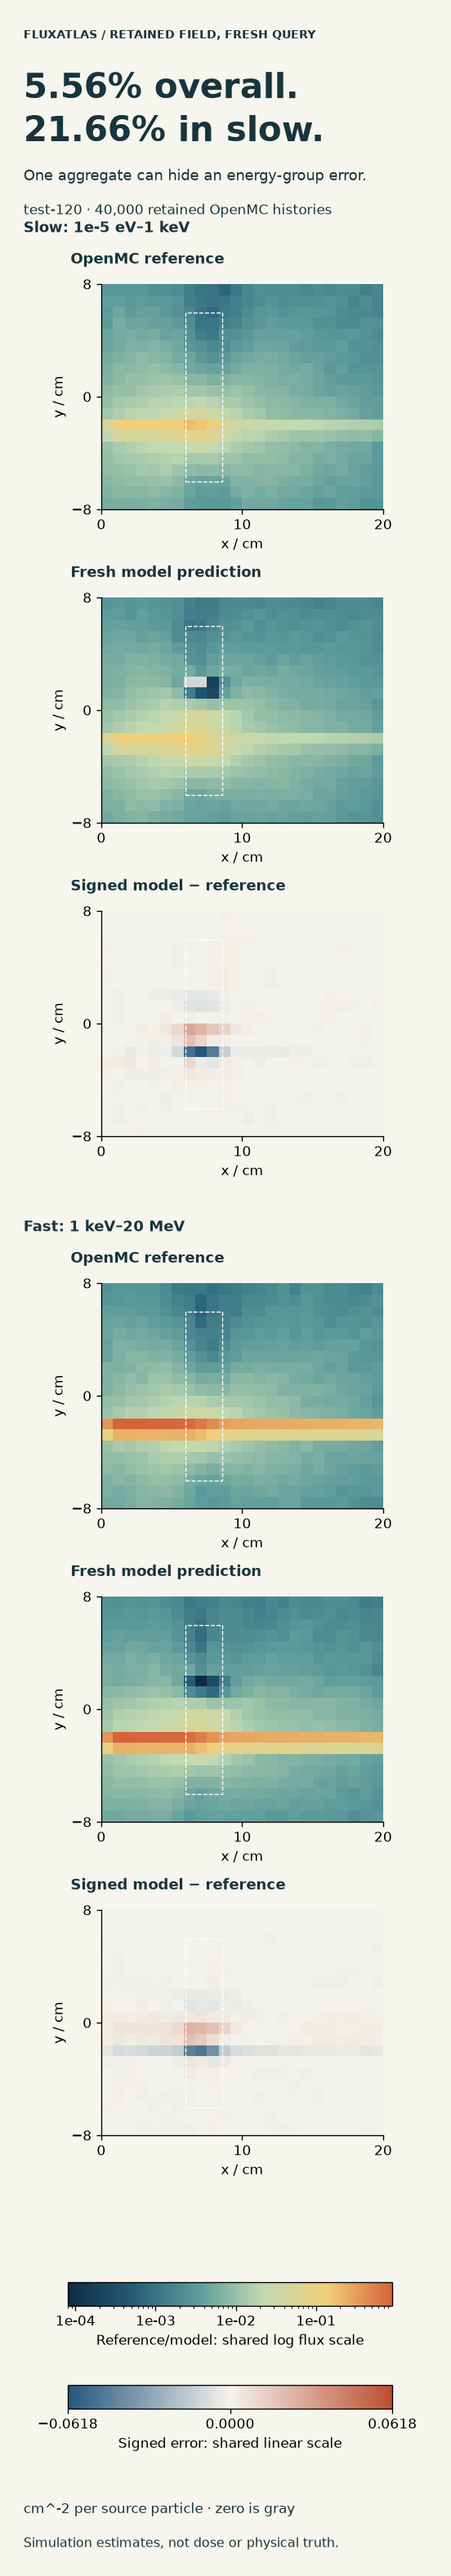 FLUXATLAS / RETAINED FIELD, FRESH QUERY
5.56% overall.
21.66% in slow.
One aggregate can hide an energy-group error.
test-120 · 40,000 retained OpenMC histories
Slow: 1e-5 eV–1 keV
OpenMC reference
8
0
−8
y / cm
0 10 20
x / cm
Fresh model prediction
8
0
−8
y / cm
0 10 20
x / cm
Signed model − reference
8
0
−8
y / cm
0 10 20
x / cm
Fast: 1 keV–20 MeV
OpenMC reference
8
0
−8
y / cm
0 10 20
x / cm
Fresh model prediction
8
0
−8
y / cm
0 10 20
x / cm
Signed model − reference
8
0
−8
y / cm
0 10 20
x / cm
1e-04 1e-03 1e-02 1e-01
Reference/model: shared log flux scale
−0.0618 0.0000 0.0618
Signed error: shared linear scale
cm^-2 per source particle · zero is gray
Simulation estimates, not dose or physical truth.